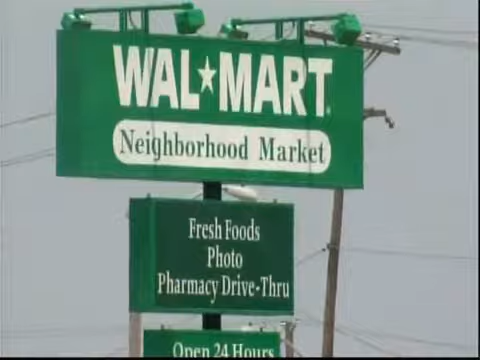 WAL★MART
Neighborhood Market
Fresh Foods
Photo
Pharmacy Drive-Thru
Open 24 Hours